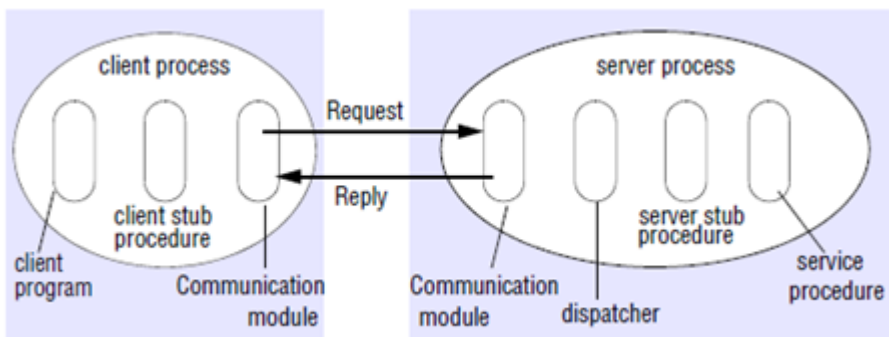 client process
server process
Request
Reply
client stub
procedure
server stub
procedure
client
program
Communication
module
Communication
module
dispatcher
service
procedure